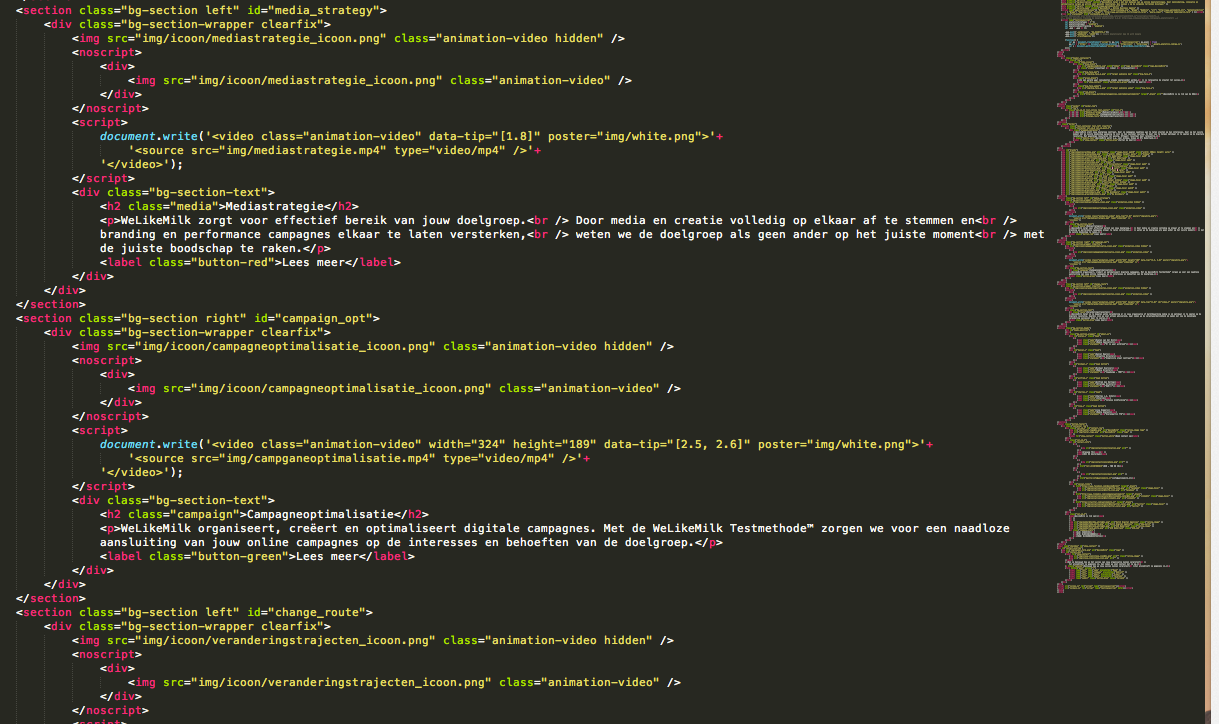 <section class="bg-section left" id="media_strategy">
<div class="bg-section-wrapper clearfix">
<img src="img/icoon/mediastrategie_icoon.png" class="animation-video hidden" />
<noscript>
<div>
<img src="img/icoon/mediastrategie_icoon.png" class="animation-video" />
</div>
</noscript>
<script>
document.write('<video class="animation-video" data-tip="[1.8]" poster="img/white.png">'+
'<source src="img/mediastrategie.mp4" type="video/mp4" />'+
'</video>');
</script>
<div class="bg-section-text">
<h2 class="media">Mediastrategie</h2>
<p>WeLikeMilk zorgt voor effectief bereik van jouw doelgroep.<br /> Door media en creatie volledig op elkaar af te stemmen en<br />
branding en performance campagnes elkaar te laten versterken,<br /> weten we de doelgroep als geen ander op het juiste moment<br /> met
de juiste boodschap te raken.</p>
<label class="button-red">Lees meer</label>
</div>
</div>
</section>
<section class="bg-section right" id="campaign_opt">
<div class="bg-section-wrapper clearfix">
<img src="img/icoon/campagneoptimalisatie_icoon.png" class="animation-video hidden" />
<noscript>
<div>
<img src="img/icoon/campagneoptimalisatie_icoon.png" class="animation-video" />
</div>
</noscript>
<script>
document.write('<video class="animation-video" width="324" height="189" data-tip="[2.5, 2.6]" poster="img/white.png">'+
'<source src="img/campganeoptimalisatie.mp4" type="video/mp4" />'+
'</video>');
</script>
<div class="bg-section-text">
<h2 class="campaign">Campagneoptimalisatie</h2>
<p>WeLikeMilk organiseert, creëert en optimaliseert digitale campagnes. Met de WeLikeMilk Testmethode™ zorgen we voor een naadloze
aansluiting van jouw online campagnes op de interesses en behoeften van de doelgroep.</p>
<label class="button-green">Lees meer</label>
</div>
</div>
</section>
<section class="bg-section left" id="change_route">
<div class="bg-section-wrapper clearfix">
<img src="img/icoon/veranderingstrajecten_icoon.png" class="animation-video hidden" />
<noscript>
<div>
<img src="img/icoon/veranderingstrajecten_icoon.png" class="animation-video" />
</div>
</noscript>
<script>